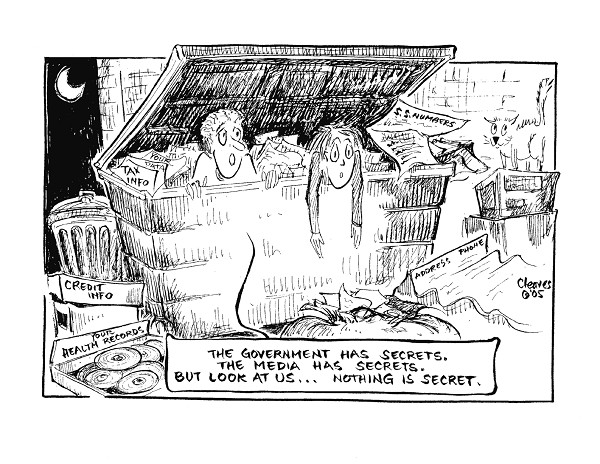 S.S. NUMBERS
YOUR
TAX
INFO
ADDRESS, PHONE
Cleaves
©'05
CREDIT
INFO
YOUR
HEALTH RECORDS
THE GOVERNMENT HAS SECRETS.
THE MEDIA HAS SECRETS.
BUT LOOK AT US... NOTHING IS SECRET.